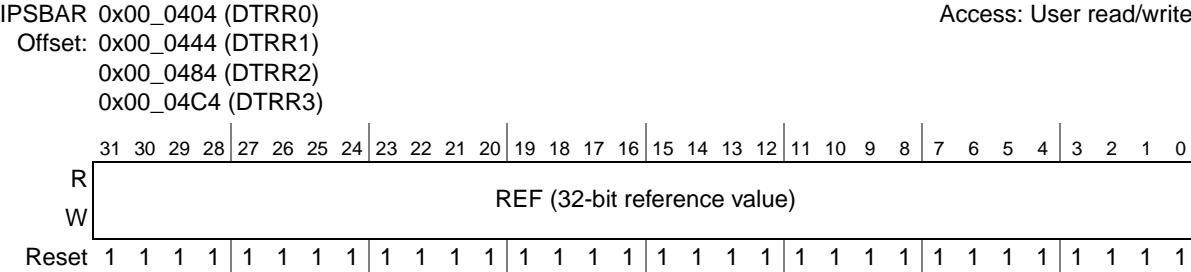 IPSBAR 0x00_0404 (DTRR0) Access: User read/write
Offset: 0x00_0444 (DTRR1)
0x00_0484 (DTRR2)
0x00_04C4 (DTRR3)
31 30 29 28 27 26 25 24 23 22 21 20 19 18 17 16 15 14 13 12 11 10 9 8 7 6 5 4 3 2 1 0
R
REF (32-bit reference value)
W
Reset 1 1 1 1 1 1 1 1 1 1 1 1 1 1 1 1 1 1 1 1 1 1 1 1 1 1 1 1 1 1 1 1